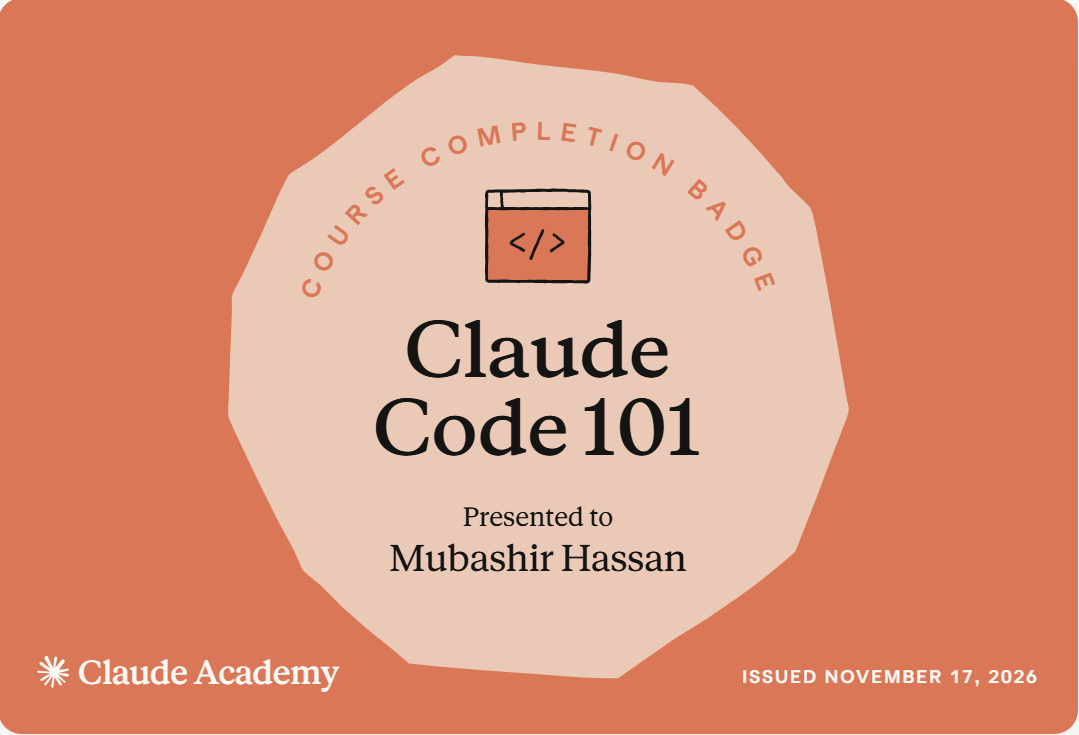 COURSE COMPLETION BADGE
</>
Claude
Code 101
Presented to
Mubashir Hassan
Claude Academy
ISSUED NOVEMBER 17, 2026